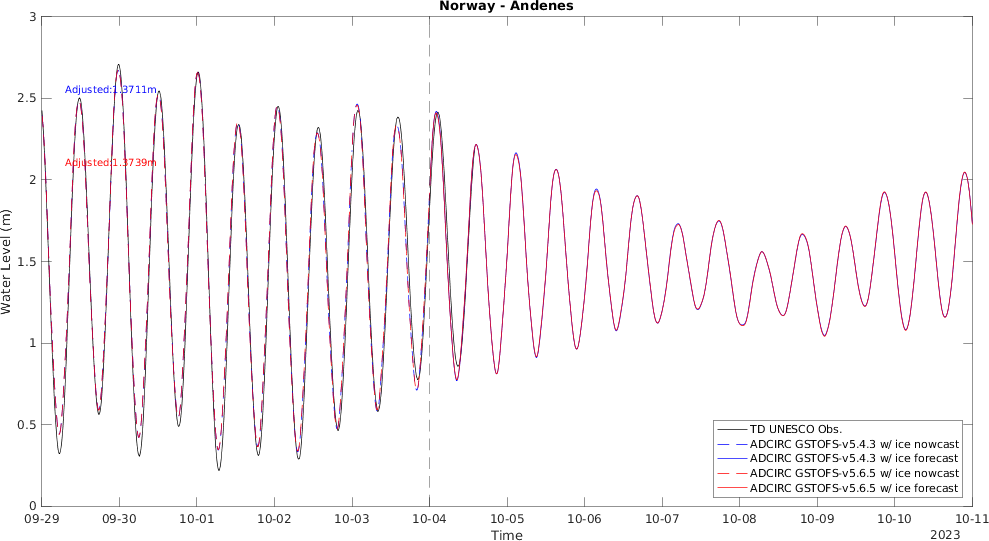 Norway - Andenes
3
2.5
2
1.5
1
0.5
0
Water Level (m)
Adjusted:1.3711m
Adjusted:1.3739m
TD UNESCO Obs.
ADCIRC GSTOFS-v5.4.3 w/ ice nowcast
ADCIRC GSTOFS-v5.4.3 w/ ice forecast
ADCIRC GSTOFS-v5.6.5 w/ ice nowcast
ADCIRC GSTOFS-v5.6.5 w/ ice forecast
09-29 09-30 10-01 10-02 10-03 10-04 10-05 10-06 10-07 10-08 10-09 10-10 10-11
Time
2023